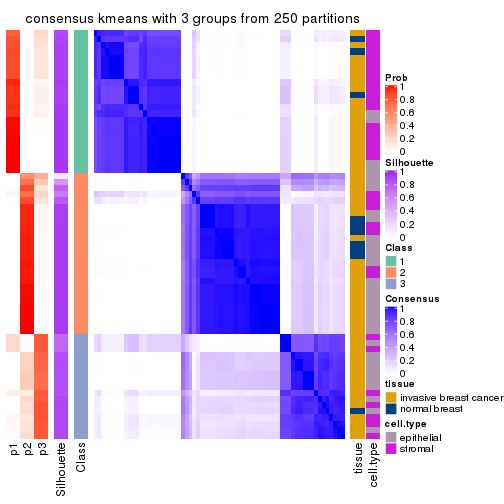 consensus kmeans with 3 groups from 250 partitions
Prob
1
0.8
0.6
0.4
0.2
0
Silhouette
1
0.8
0.6
0.4
0.2
0
Class
1
2
3
Consensus
1
0.8
0.6
0.4
0.2
0
tissue
invasive breast cancer
normal breast
cell.type
epithelial
stromal
p1
p2
p3
Silhouette
Class
tissue
cell.type